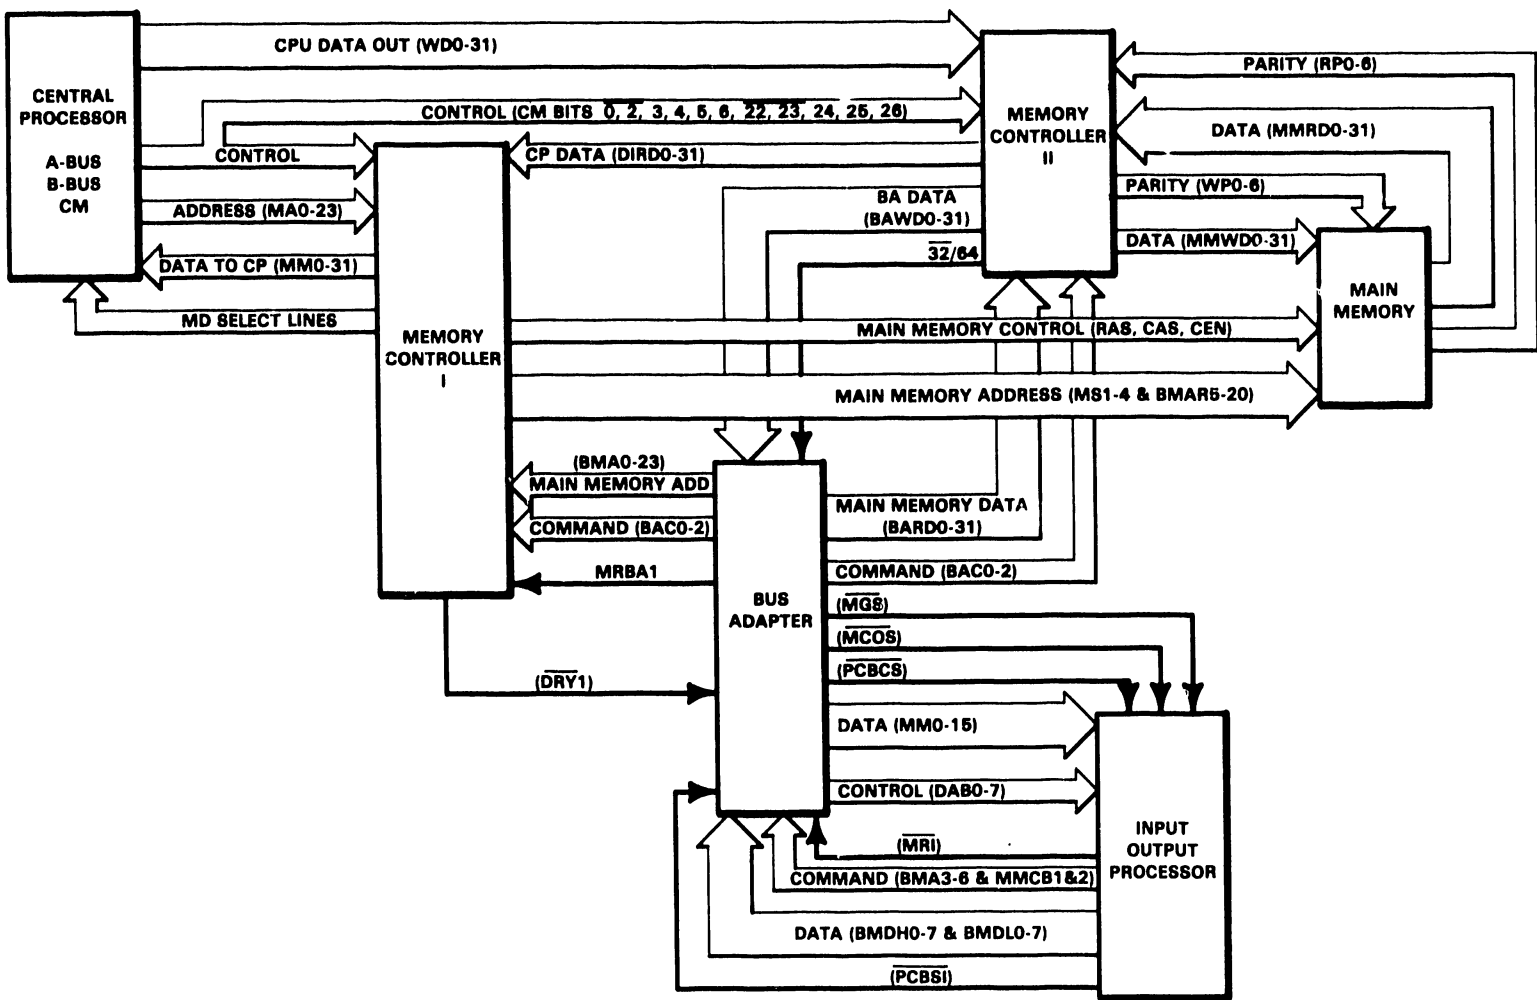 CPU DATA OUT (WD0-31)
CENTRAL
PROCESSOR
A-BUS
B-BUS
CM
CONTROL (CM BITS 0, 2, 3, 4, 5, 6, 22, 23, 24, 25, 26)
CONTROL
ADDRESS (MA0-23)
DATA TO CP (MM0-31)
MD SELECT LINES
MEMORY
CONTROLLER
I
CP DATA (DIRD0-31)
BA DATA
(BAWD0-31)
32/64
MEMORY
CONTROLLER
II
PARITY (RP0-6)
DATA (MMRD0-31)
PARITY (WP0-6)
DATA (MMWD0-31)
MAIN
MEMORY
MAIN MEMORY CONTROL (RAS, CAS, CEN)
MAIN MEMORY ADDRESS (MS1-4 & BMAR5-20)
(BMA0-23)
MAIN MEMORY ADD
COMMAND (BAC0-2)
MRBA1
(DRY1)
BUS
ADAPTER
MAIN MEMORY DATA
(BARD0-31)
COMMAND (BAC0-2)
(MGS)
(MCOS)
(PCBCS)
DATA (MM0-15)
CONTROL (DAB0-7)
(MRI)
COMMAND (BMA3-6 & MMCB1&2)
DATA (BMDH0-7 & BMDL0-7)
(PCBSI)
INPUT
OUTPUT
PROCESSOR